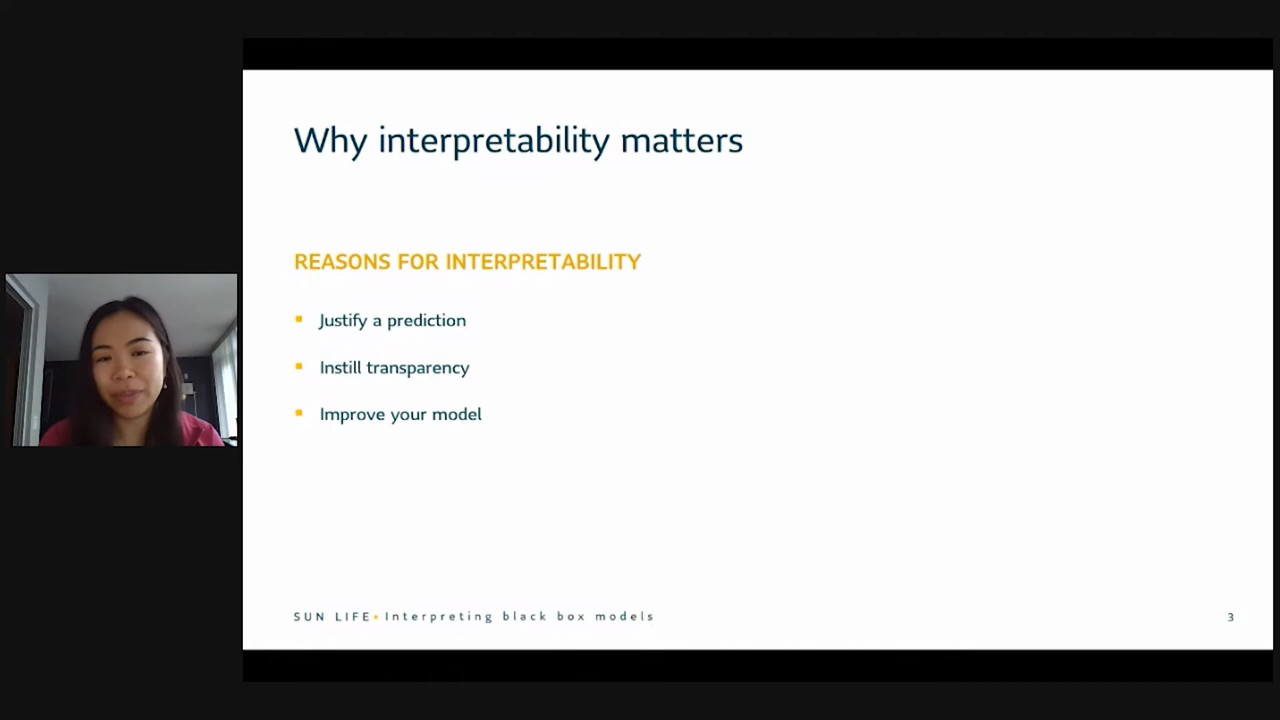 Why interpretability matters
REASONS FOR INTERPRETABILITY
Justify a prediction
Instill transparency
Improve your model
SUN LIFE Interpreting black box models
3